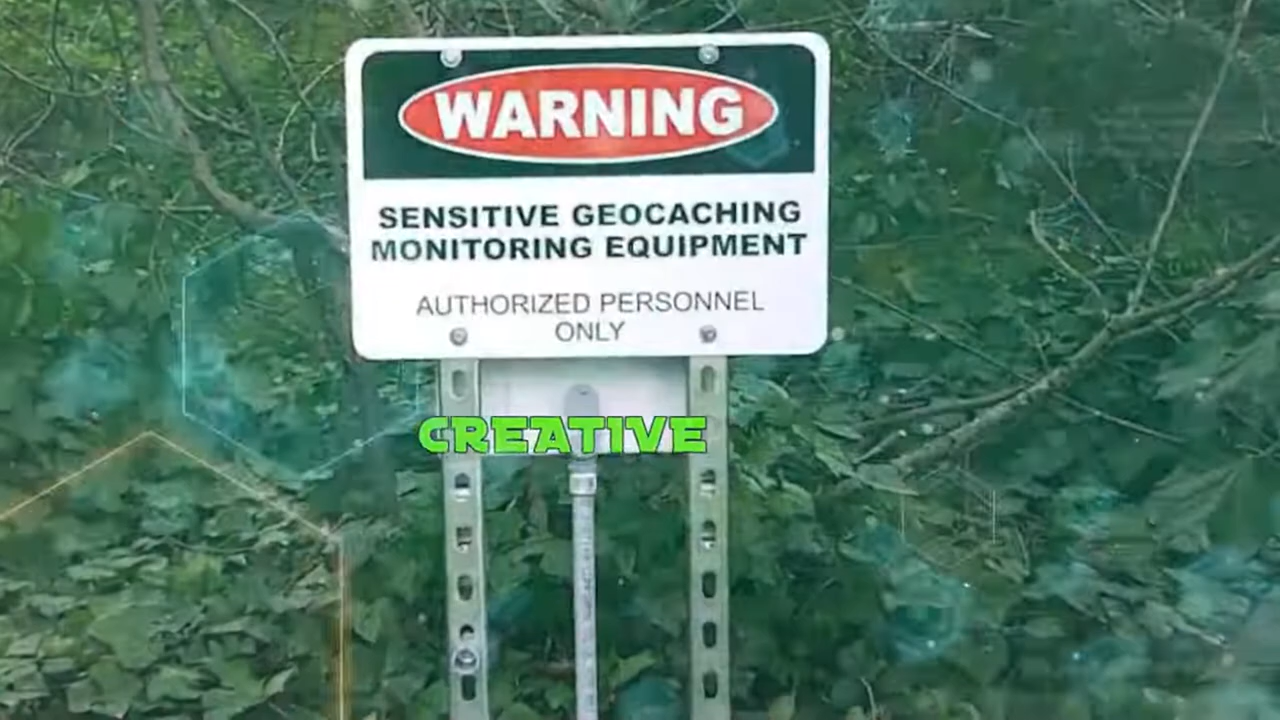 WARNING
SENSITIVE GEOCACHING
MONITORING EQUIPMENT
AUTHORIZED PERSONNEL
ONLY
CREATIVE